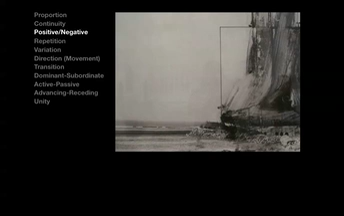 Proportion
Continuity
Positive/Negative
Repetition
Variation
Direction (Movement)
Transition
Dominant-Subordinate
Active-Passive
Advancing-Receding
Unity